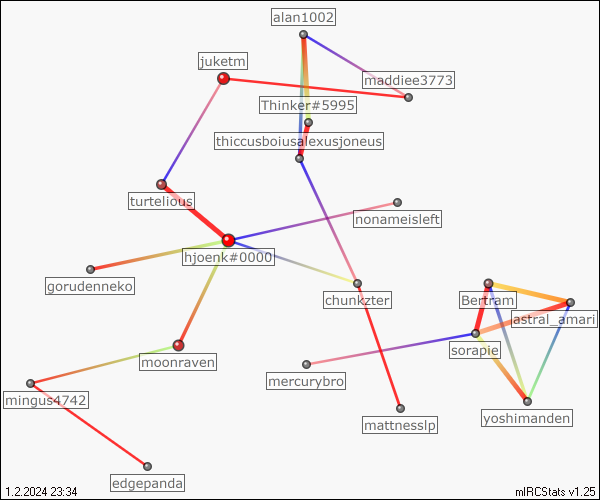 alan1002
juketm
maddiee3773
Thinker#5995
thiccusboiusalexusjoneus
turtelious
nonameisleft
hjoenk#0000
gorudenneko
chunkzter
Bertram
astral_amari
sorapie
moonraven
mercurybro
mingus4742
mattnesslp
yoshimanden
edgepanda
1.2.2024 23:34
mIRCStats v1.25